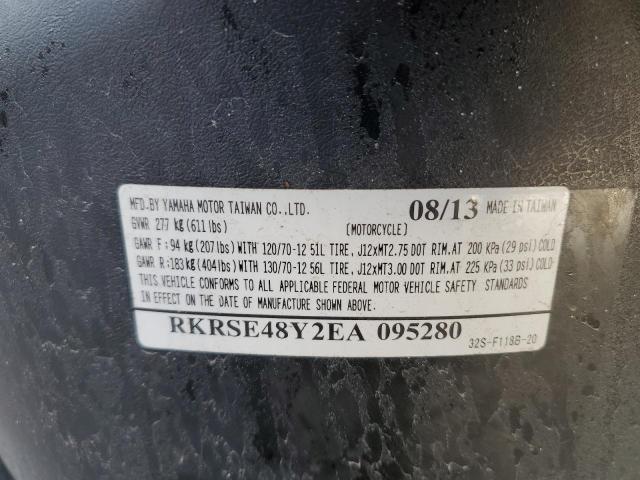 MFD.BY YAMAHA MOTOR TAIWAN CO.,LTD. 08/13 MADE IN TAIWAN
GVWR 277 kg (611 lbs) (MOTORCYCLE)
GAWR F : 94 kg (207 lbs) WITH 120/70-12 51L TIRE, J12xMT2.75 DOT RIM.AT 200 KPa (29 psi) COLD
GAWR R : 183 kg (404 lbs) WITH 130/70-12 56L TIRE, J12xMT3.00 DOT RIM.AT 225 KPa (33 psi) COLD
THIS VEHICLE CONFORMS TO ALL APPLICABLE FEDERAL MOTOR VEHICLE SAFETY STANDARDS
IN EFFECT ON THE DATE OF MANUFACTURE SHOWN ABOVE.
RKRSE48Y2EA 095280
32S-F118B-20